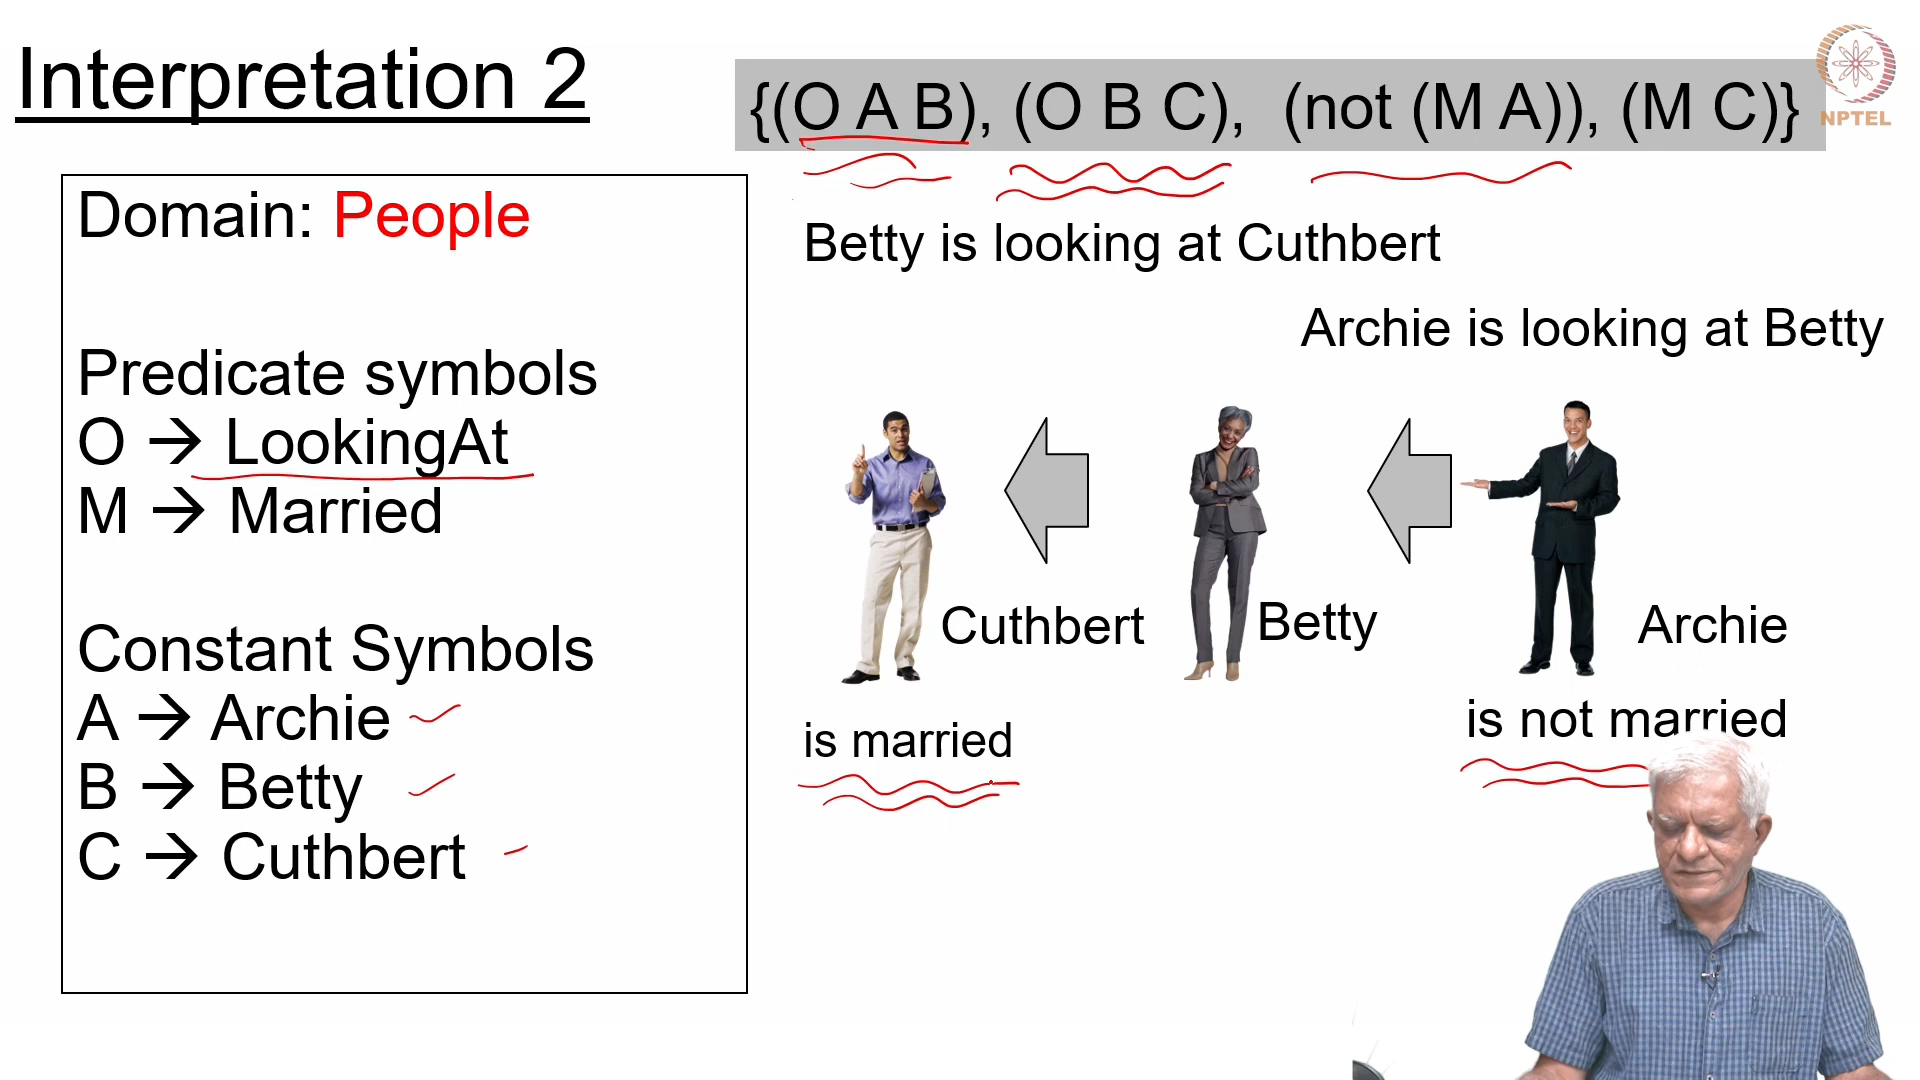 Interpretation 2
{(O A B), (O B C), (not (M A)), (M C)}
NPTEL
Domain: People
Predicate symbols
O → LookingAt
M → Married
Constant Symbols
A → Archie
B → Betty
C → Cuthbert
Betty is looking at Cuthbert
Archie is looking at Betty
Cuthbert
Betty
Archie
is married
is not married